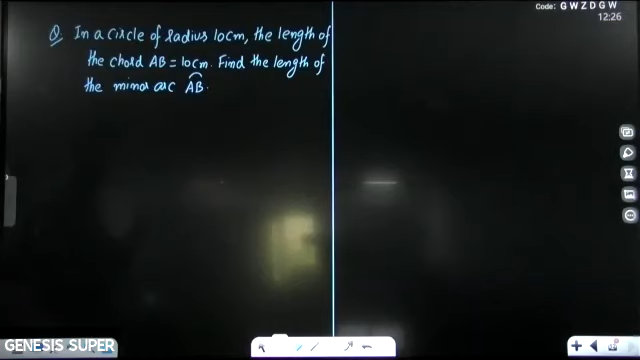 Code: G W Z D G W
12:26
Q. In a circle of radius 10cm, the length of
the chord AB = 10cm. Find the length of
the minor arc AB.
GENESIS SUPER